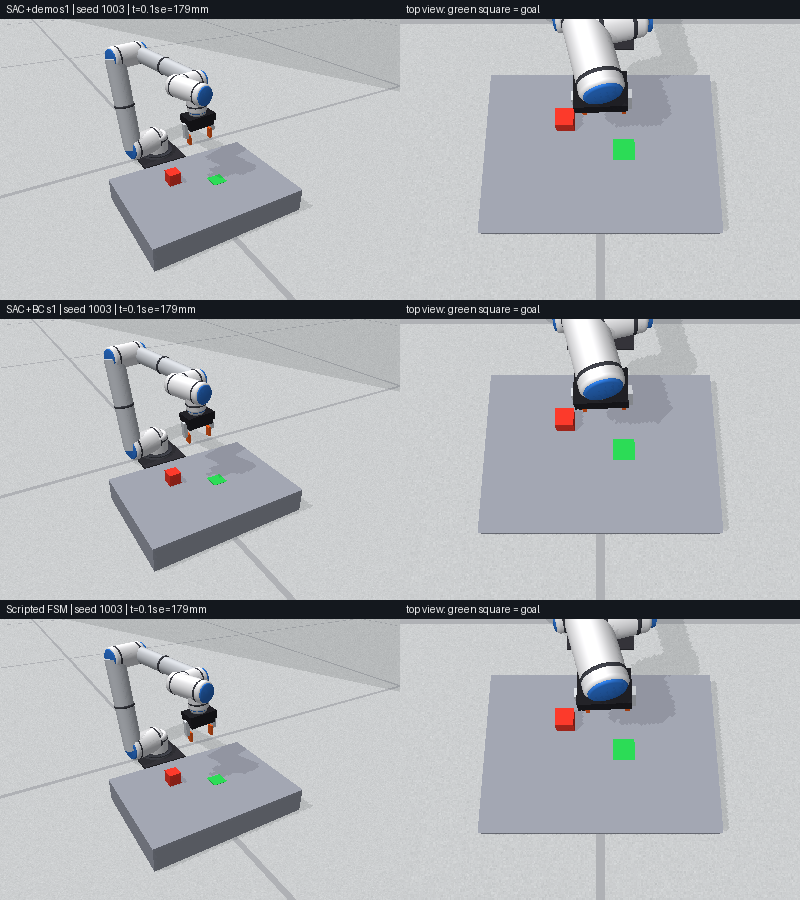 SAC+demos1 | seed 1003 | t=0.1s e=179mm
top view: green square = goal
SAC+BC s1 | seed 1003 | t=0.1s e=179mm
top view: green square = goal
Scripted FSM | seed 1003 | t=0.1s e=179mm
top view: green square = goal